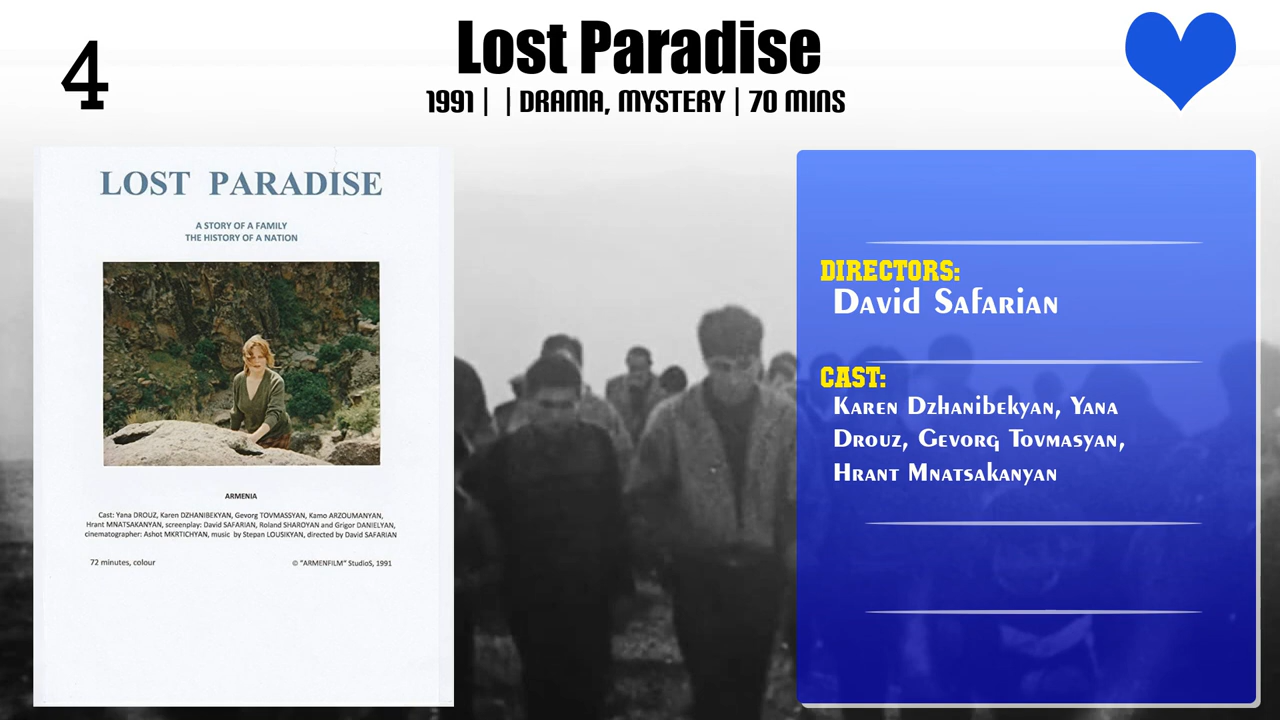 4
Lost Paradise
1991 | | DRAMA, MYSTERY | 70 MINS
LOST PARADISE
A STORY OF A FAMILY
THE HISTORY OF A NATION
ARMENIA
Cast: Yana DROUZ, Karen DZHANIBEKYAN, Gevorg TOVMASSYAN, Kamo ARZOUMANYAN,
Hrant MNATSAKANYAN, screenplay: David SAFARIAN, Roland SHAROYAN and Grigor DANIELYAN,
cinematographer: Ashot MKRTICHYAN, music by Stepan LOUSIKYAN, directed by David SAFARIAN
72 minutes, colour
© "ARMENFILM" StudioS, 1991
DIRECTORS:
David Safarian
CAST:
Karen Dzhanibekyan, Yana
Drouz, Gevorg Tovmasyan,
Hrant Mnatsakanyan